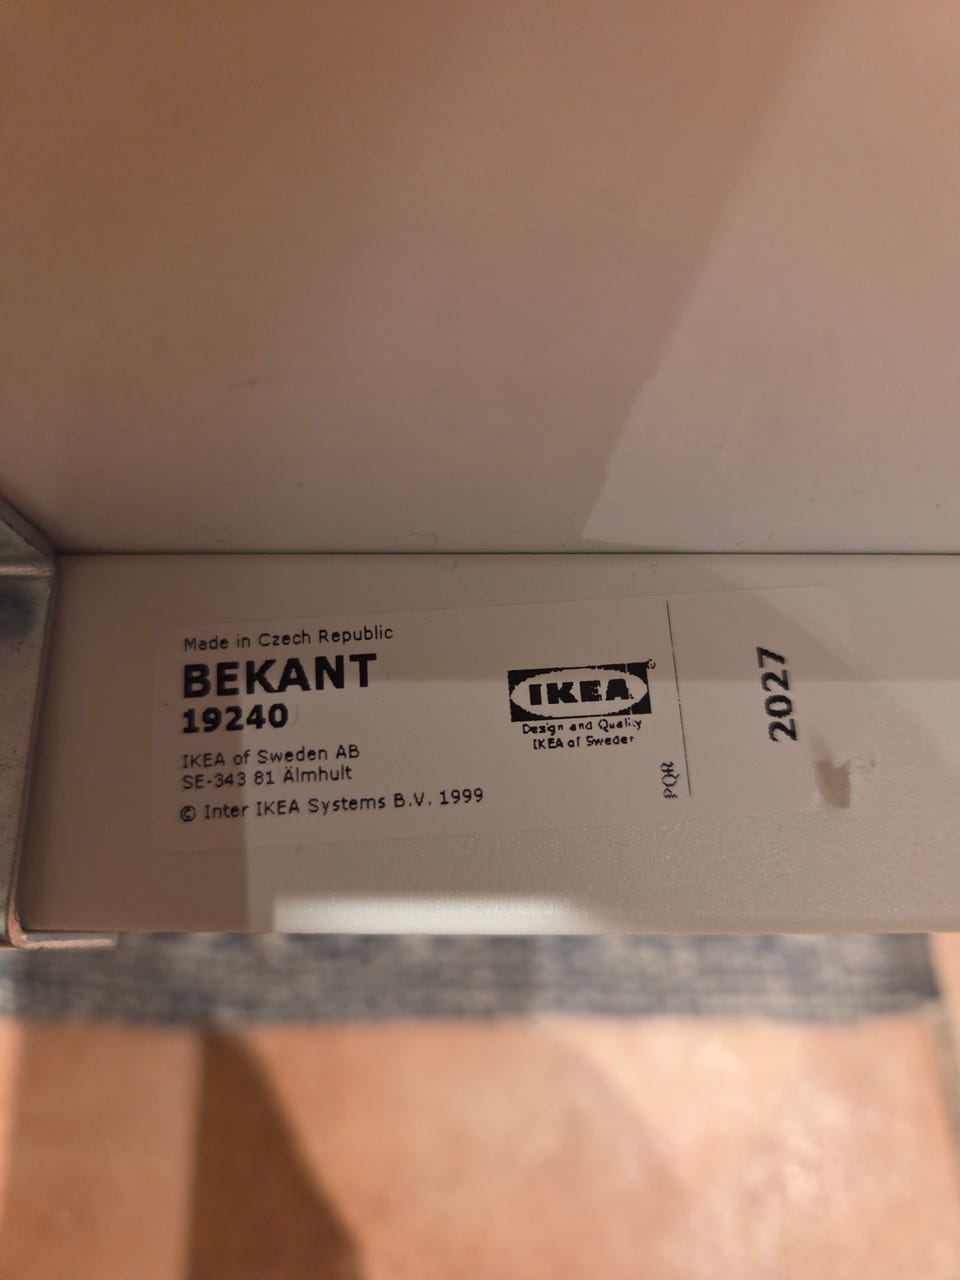 Made in Czech Republic
BEKANT
19240
IKEA of Sweden AB
SE-343 81 Älmhult
© Inter IKEA Systems B.V. 1999
IKEA®
Design and Quality
IKEA of Sweden
PQR
2027